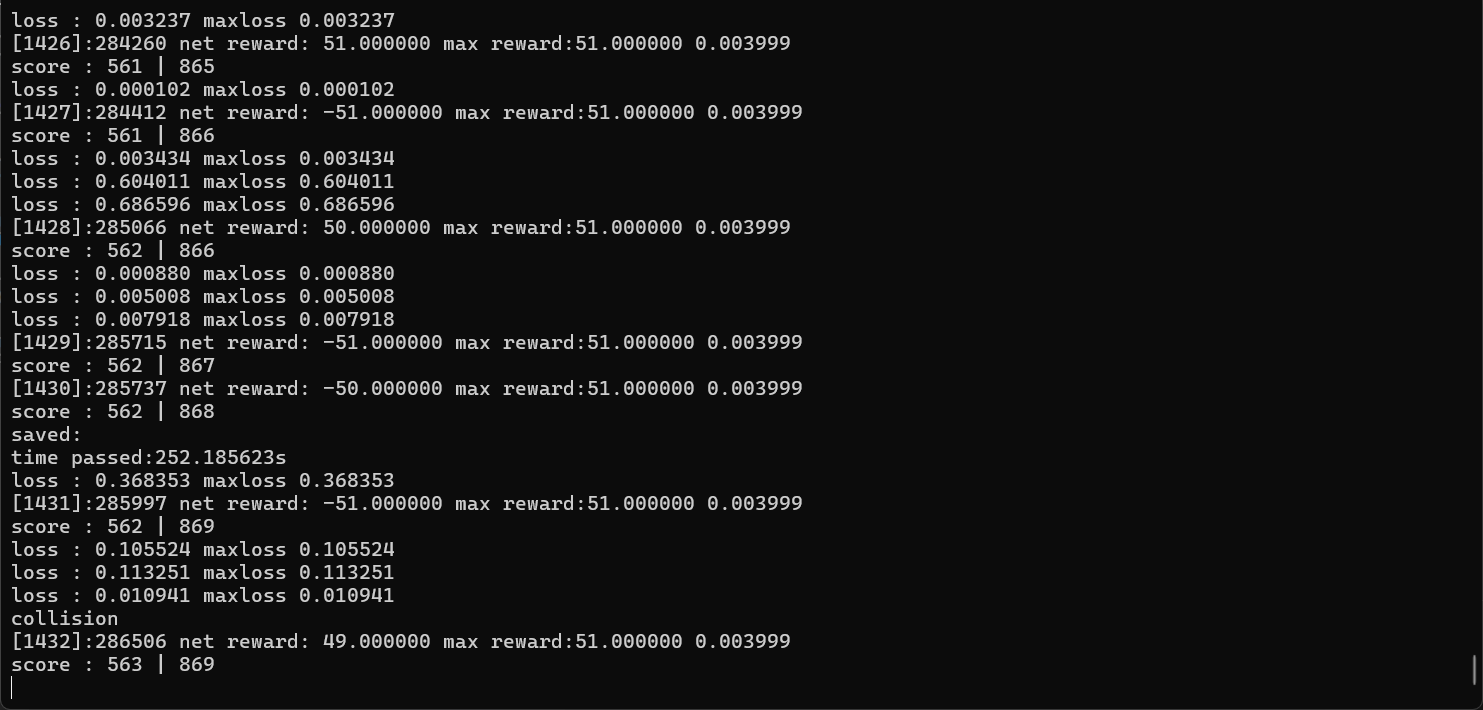 loss : 0.003237 maxloss 0.003237
[1426]:284260 net reward: 51.000000 max reward:51.000000 0.003999
score : 561 | 865
loss : 0.000102 maxloss 0.000102
[1427]:284412 net reward: -51.000000 max reward:51.000000 0.003999
score : 561 | 866
loss : 0.003434 maxloss 0.003434
loss : 0.604011 maxloss 0.604011
loss : 0.686596 maxloss 0.686596
[1428]:285066 net reward: 50.000000 max reward:51.000000 0.003999
score : 562 | 866
loss : 0.000880 maxloss 0.000880
loss : 0.005008 maxloss 0.005008
loss : 0.007918 maxloss 0.007918
[1429]:285715 net reward: -51.000000 max reward:51.000000 0.003999
score : 562 | 867
[1430]:285737 net reward: -50.000000 max reward:51.000000 0.003999
score : 562 | 868
saved:
time passed:252.185623s
loss : 0.368353 maxloss 0.368353
[1431]:285997 net reward: -51.000000 max reward:51.000000 0.003999
score : 562 | 869
loss : 0.105524 maxloss 0.105524
loss : 0.113251 maxloss 0.113251
loss : 0.010941 maxloss 0.010941
collision
[1432]:286506 net reward: 49.000000 max reward:51.000000 0.003999
score : 563 | 869